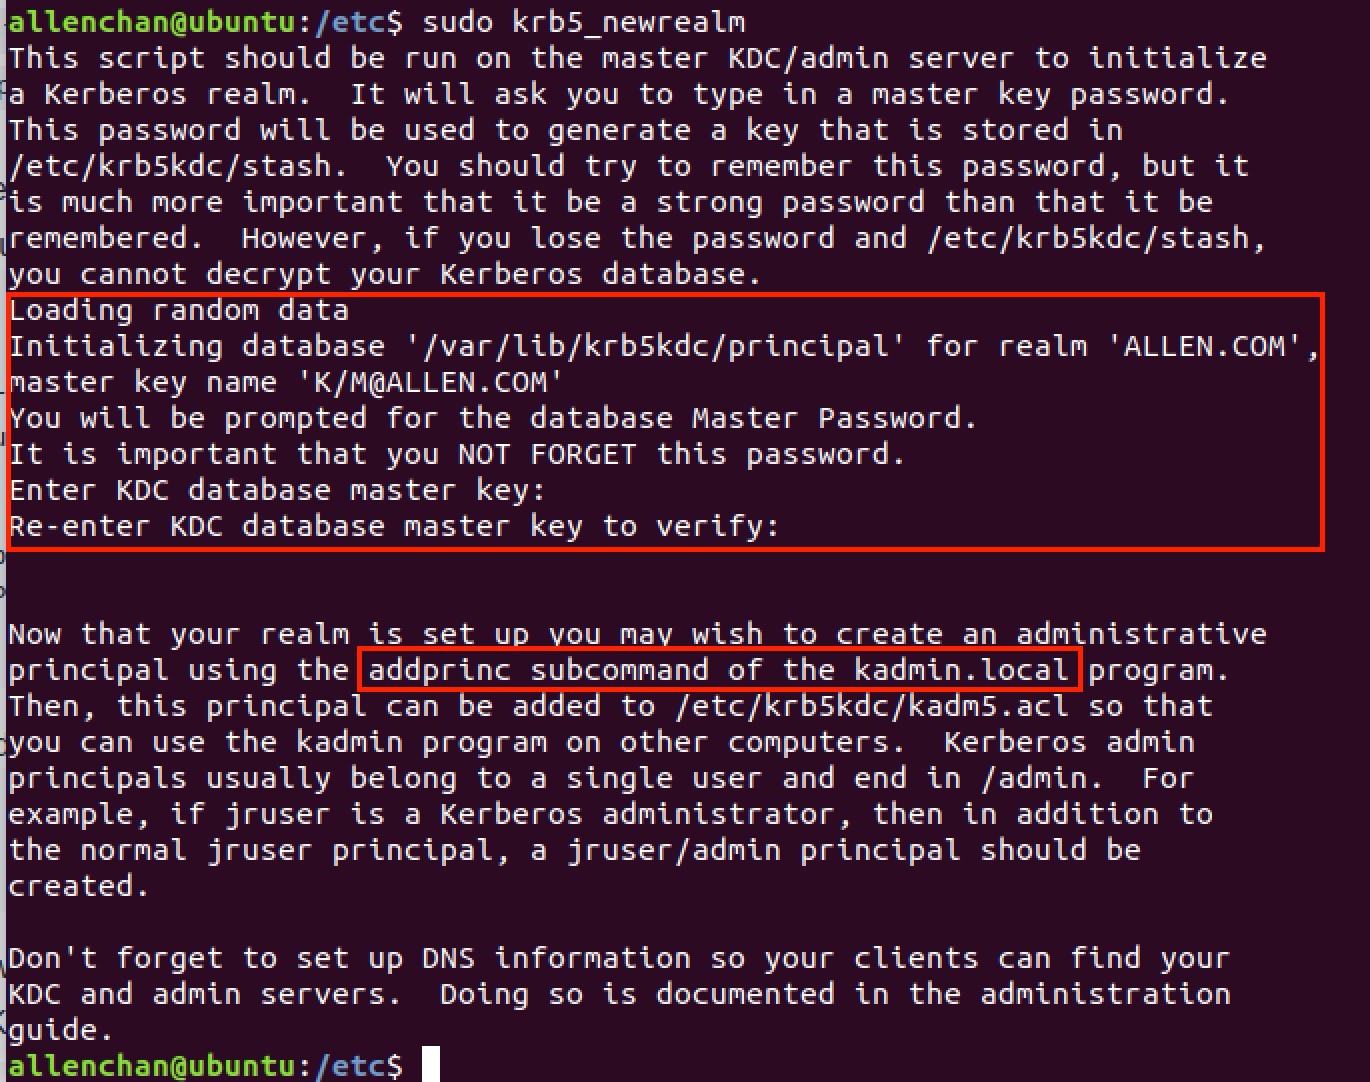 allenchan@ubuntu:/etc$ sudo krb5_newrealm
This script should be run on the master KDC/admin server to initialize
a Kerberos realm.  It will ask you to type in a master key password.
This password will be used to generate a key that is stored in
/etc/krb5kdc/stash.  You should try to remember this password, but it
is much more important that it be a strong password than that it be
remembered.  However, if you lose the password and /etc/krb5kdc/stash,
you cannot decrypt your Kerberos database.
Loading random data
Initializing database '/var/lib/krb5kdc/principal' for realm 'ALLEN.COM',
master key name 'K/M@ALLEN.COM'
You will be prompted for the database Master Password.
It is important that you NOT FORGET this password.
Enter KDC database master key:
Re-enter KDC database master key to verify:
Now that your realm is set up you may wish to create an administrative
principal using the addprinc subcommand of the kadmin.local program.
Then, this principal can be added to /etc/krb5kdc/kadm5.acl so that
you can use the kadmin program on other computers.  Kerberos admin
principals usually belong to a single user and end in /admin.  For
example, if jruser is a Kerberos administrator, then in addition to
the normal jruser principal, a jruser/admin principal should be
created.
Don't forget to set up DNS information so your clients can find your
KDC and admin servers.  Doing so is documented in the administration
guide.
allenchan@ubuntu:/etc$